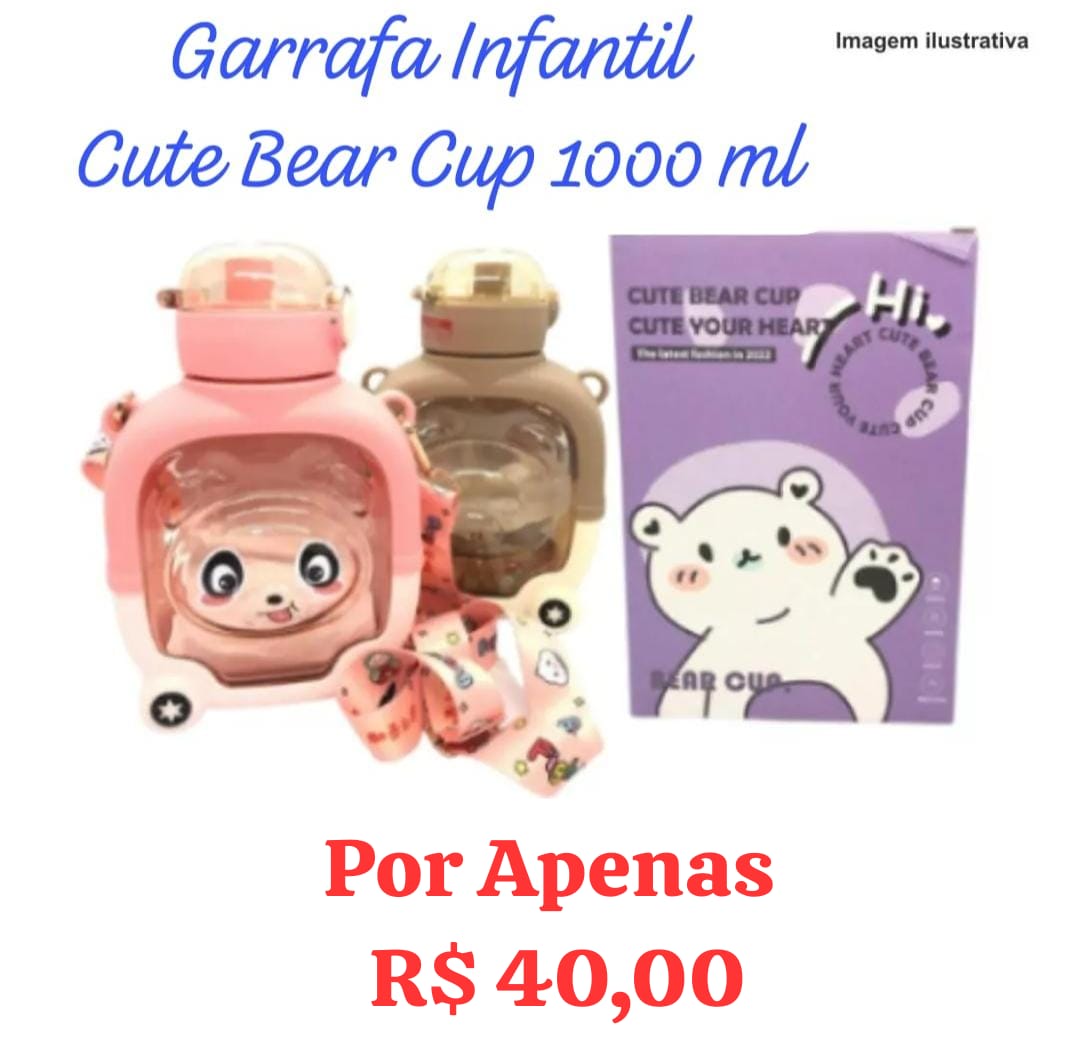 Garrafa Infantil
Imagem ilustrativa
Cute Bear Cup 1000 ml
CUTE BEAR CUP
CUTE YOUR HEART
The latest fashion in 2022
Hi
CUTE BEAR CUP CUTE YOUR HEART
BEAR CUP.
Por Apenas
R$ 40,00